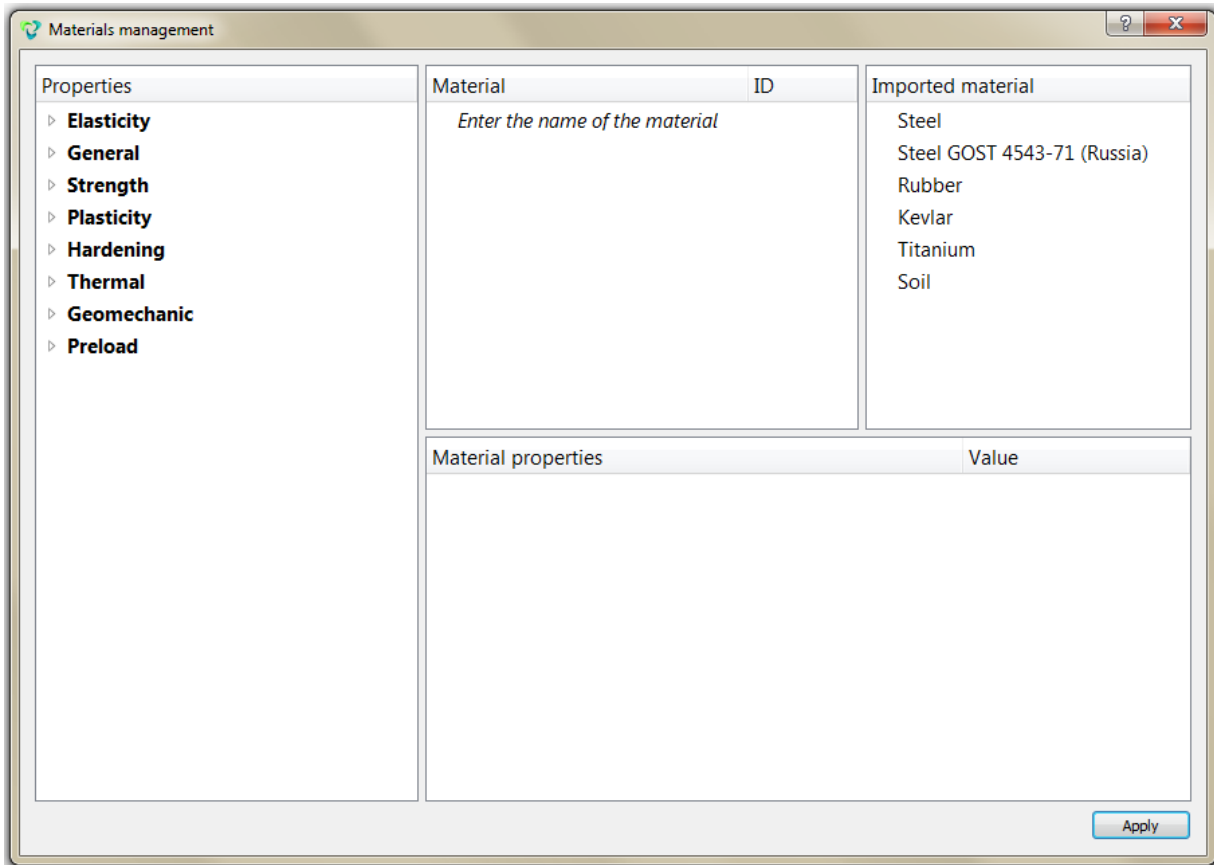 Materials management
?
X
Properties
Elasticity
General
Strength
Plasticity
Hardening
Thermal
Geomechanic
Preload
Material ID
Enter the name of the material
Imported material
Steel
Steel GOST 4543-71 (Russia)
Rubber
Kevlar
Titanium
Soil
Material properties Value
Apply